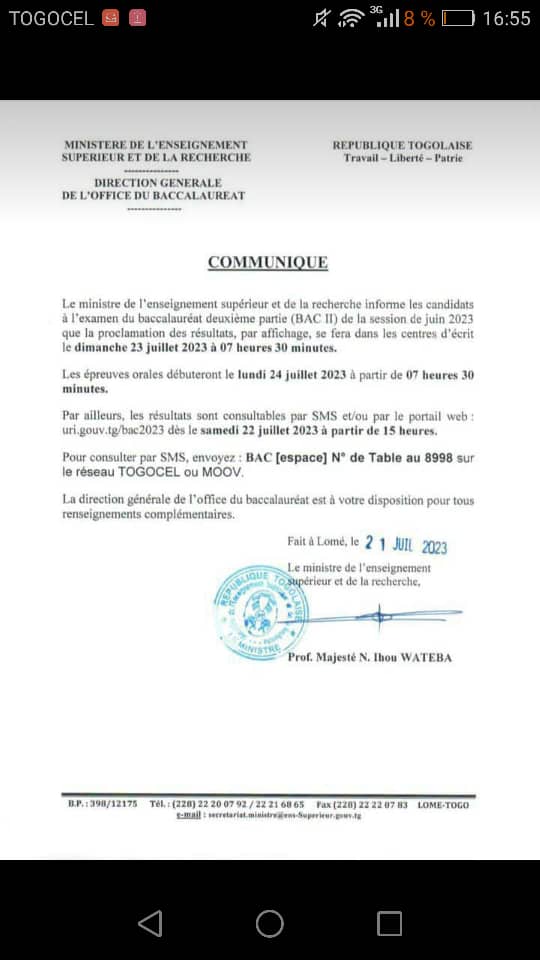 TOGOCEL
3G
8 %
16:55
MINISTERE DE L'ENSEIGNEMENT
SUPERIEUR ET DE LA RECHERCHE
---------------
DIRECTION GENERALE
DE L'OFFICE DU BACCALAUREAT
---------------
REPUBLIQUE TOGOLAISE
Travail – Liberté – Patrie
COMMUNIQUE
Le ministre de l'enseignement supérieur et de la recherche informe les candidats
à l'examen du baccalauréat deuxième partie (BAC II) de la session de juin 2023
que la proclamation des résultats, par affichage, se fera dans les centres d'écrit
le dimanche 23 juillet 2023 à 07 heures 30 minutes.
Les épreuves orales débuteront le lundi 24 juillet 2023 à partir de 07 heures 30
minutes.
Par ailleurs, les résultats sont consultables par SMS et/ou par le portail web :
uri.gouv.tg/bac2023 dès le samedi 22 juillet 2023 à partir de 15 heures.
Pour consulter par SMS, envoyez : BAC [espace] N° de Table au 8998 sur
le réseau TOGOCEL ou MOOV.
La direction générale de l'office du baccalauréat est à votre disposition pour tous
renseignements complémentaires.
Fait à Lomé, le 21 JUIL 2023
Le ministre de l'enseignement
supérieur et de la recherche,
REPUBLIQUE TOGOLAISE
MINISTRE
Prof. Majesté N. Ihou WATEBA
B.P. : 398/12175 Tél. : (228) 22 20 07 92 / 22 21 68 65 Fax (228) 22 22 07 83 LOME-TOGO
e-mail : secretariat.ministre@ens-Superieur.gouv.tg